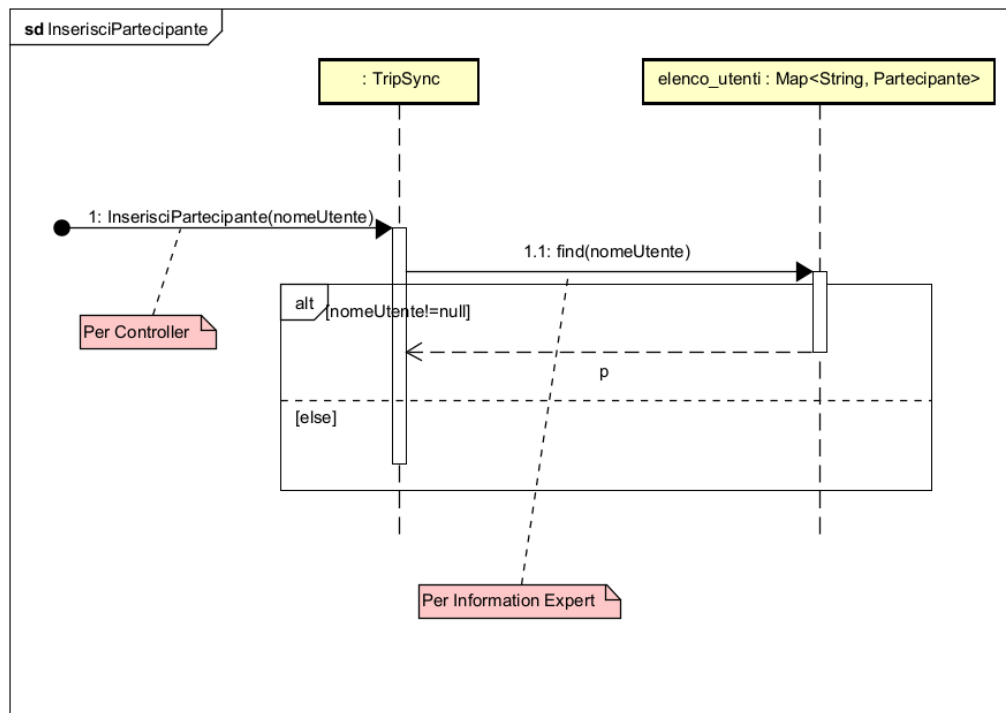 sd InserisciPartecipante
: TripSync
elenco_utenti : Map<String, Partecipante>
1: InserisciPartecipante(nomeUtente)
1.1: find(nomeUtente)
alt
[nomeUtente!=null]
Per Controller
p
[else]
Per Information Expert